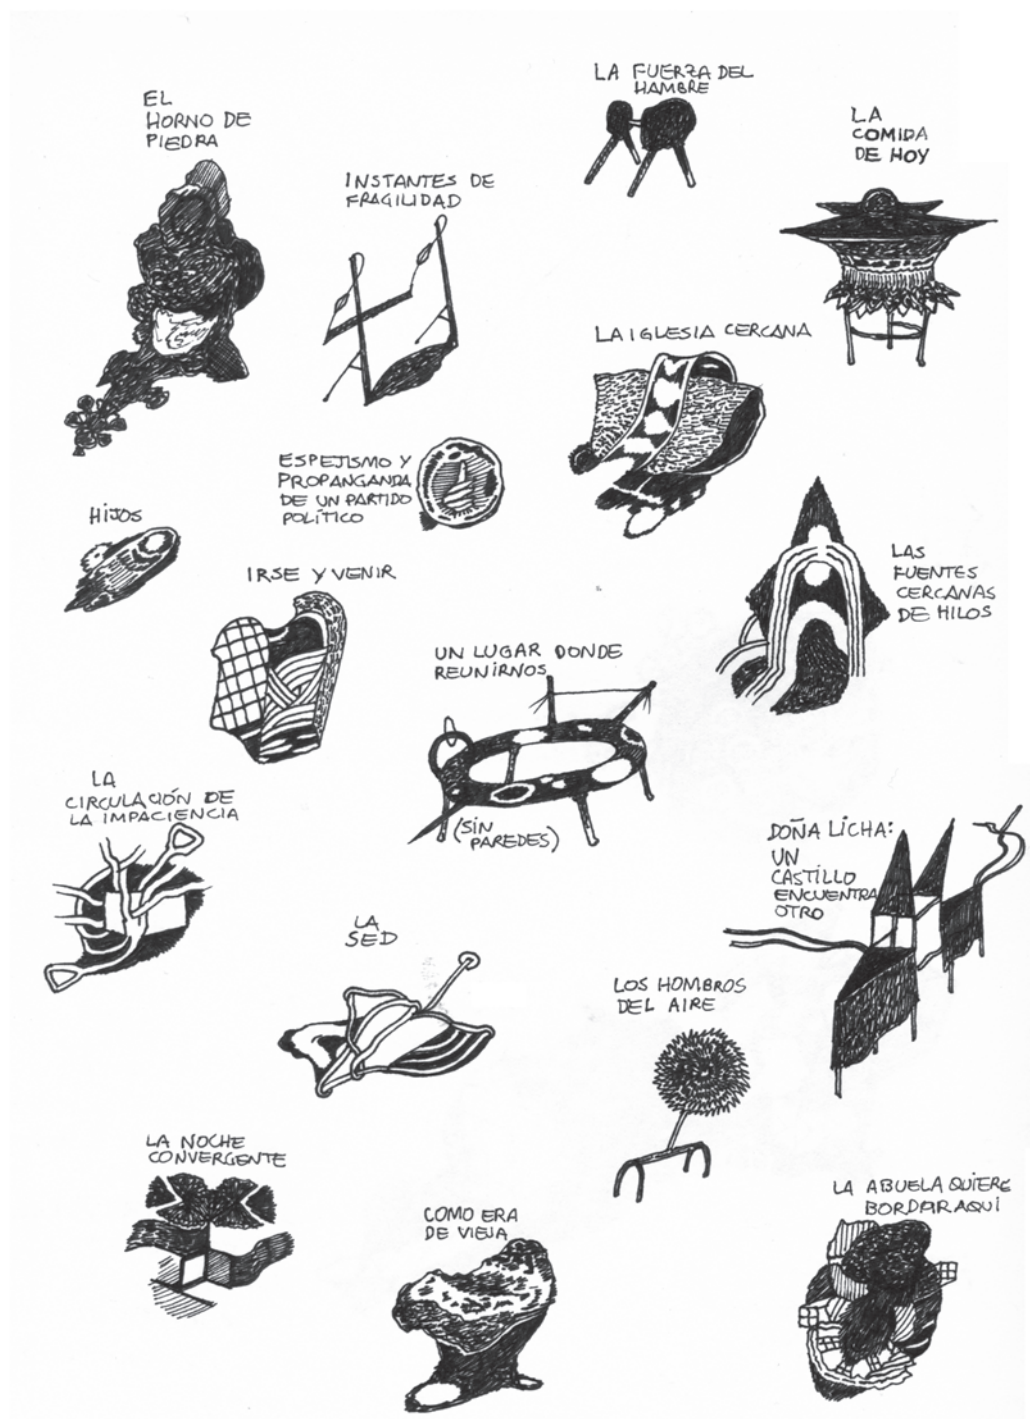 LA FUERZA DEL
HAMBRE
EL
HORNO DE
PIEDRA
LA
COMIDA
DE HOY
INSTANTES DE
FRAGILIDAD
LA IGLESIA CERCANA
ESPEJISMO Y
PROPANGANDA
DE UN PARTIDO
POLÍTICO
HIJOS
LAS
FUENTES
CERCANAS
DE HILOS
IRSE Y VENIR
UN LUGAR DONDE
REUNIRNOS
(SIN
PAREDES)
LA
CIRCULACIÓN DE
LA IMPACIENCIA
DOÑA LICHA:
UN
CASTILLO
ENCUENTRA
OTRO
LA
SED
LOS HOMBROS
DEL AIRE
LA NOCHE
CONVERGENTE
LA ABUELA QUIERE
BORDAR AQUI
COMO ERA
DE VIEJA